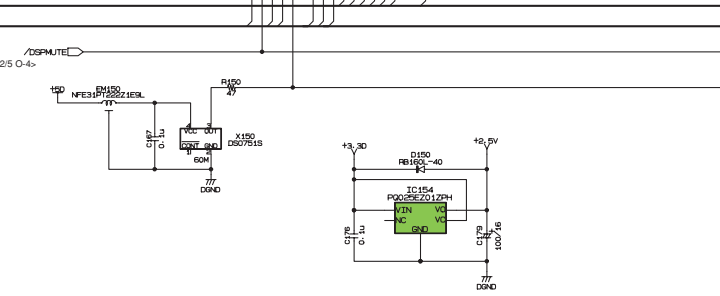 /DSPMUTE
2/5 O-4>
R150
47
+5D
EM150
NFE31PT222Z1E9L
C167
0.1u
4
VCC OUT
CONT GND
1
60M
X150
DS0751S
DGND
+3.3D
+2.5V
D150
RB160L-40
IC154
PQ025EZ01ZPH
VIN VO
NC VC
GND
C176
0.1u
C179
100/16
DGND